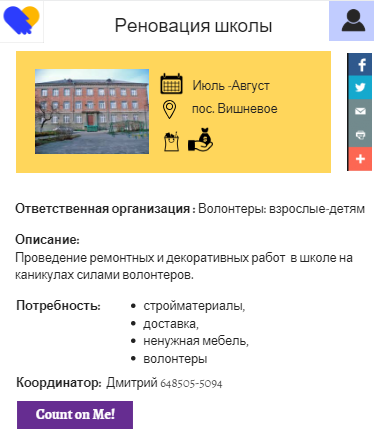 Реновация школы
Июль -Август
пос. Вишневое
Ответственная организация : Волонтеры: взрослые-детям
Описание:
Проведение ремонтных и декоративных работ в школе на
каникулах силами волонтеров.
Потребность:
• стройматериалы,
• доставка,
• ненужная мебель,
• волонтеры
Координатор: Дмитрий 648505-5094
Count on Me!